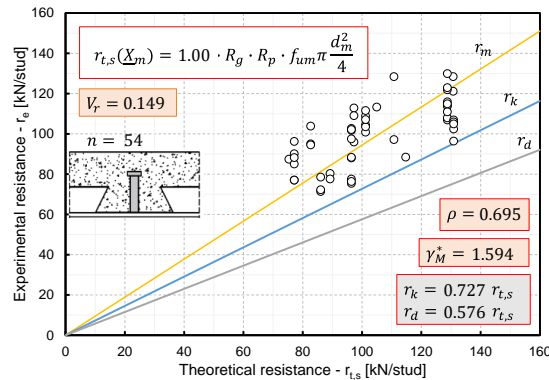 Experimental resistance - r_e [kN/stud]
160
140
120
100
80
60
40
20
0
r_{t,s}(X_m) = 1.00 · R_g · R_p · f_{um} π d_m^2/4
V_r = 0.149
n = 54
r_m
r_k
r_d
ρ = 0.695
γ_M^* = 1.594
r_k = 0.727 r_{t,s}
r_d = 0.576 r_{t,s}
0 20 40 60 80 100 120 140 160
Theoretical resistance - r_{t,s} [kN/stud]